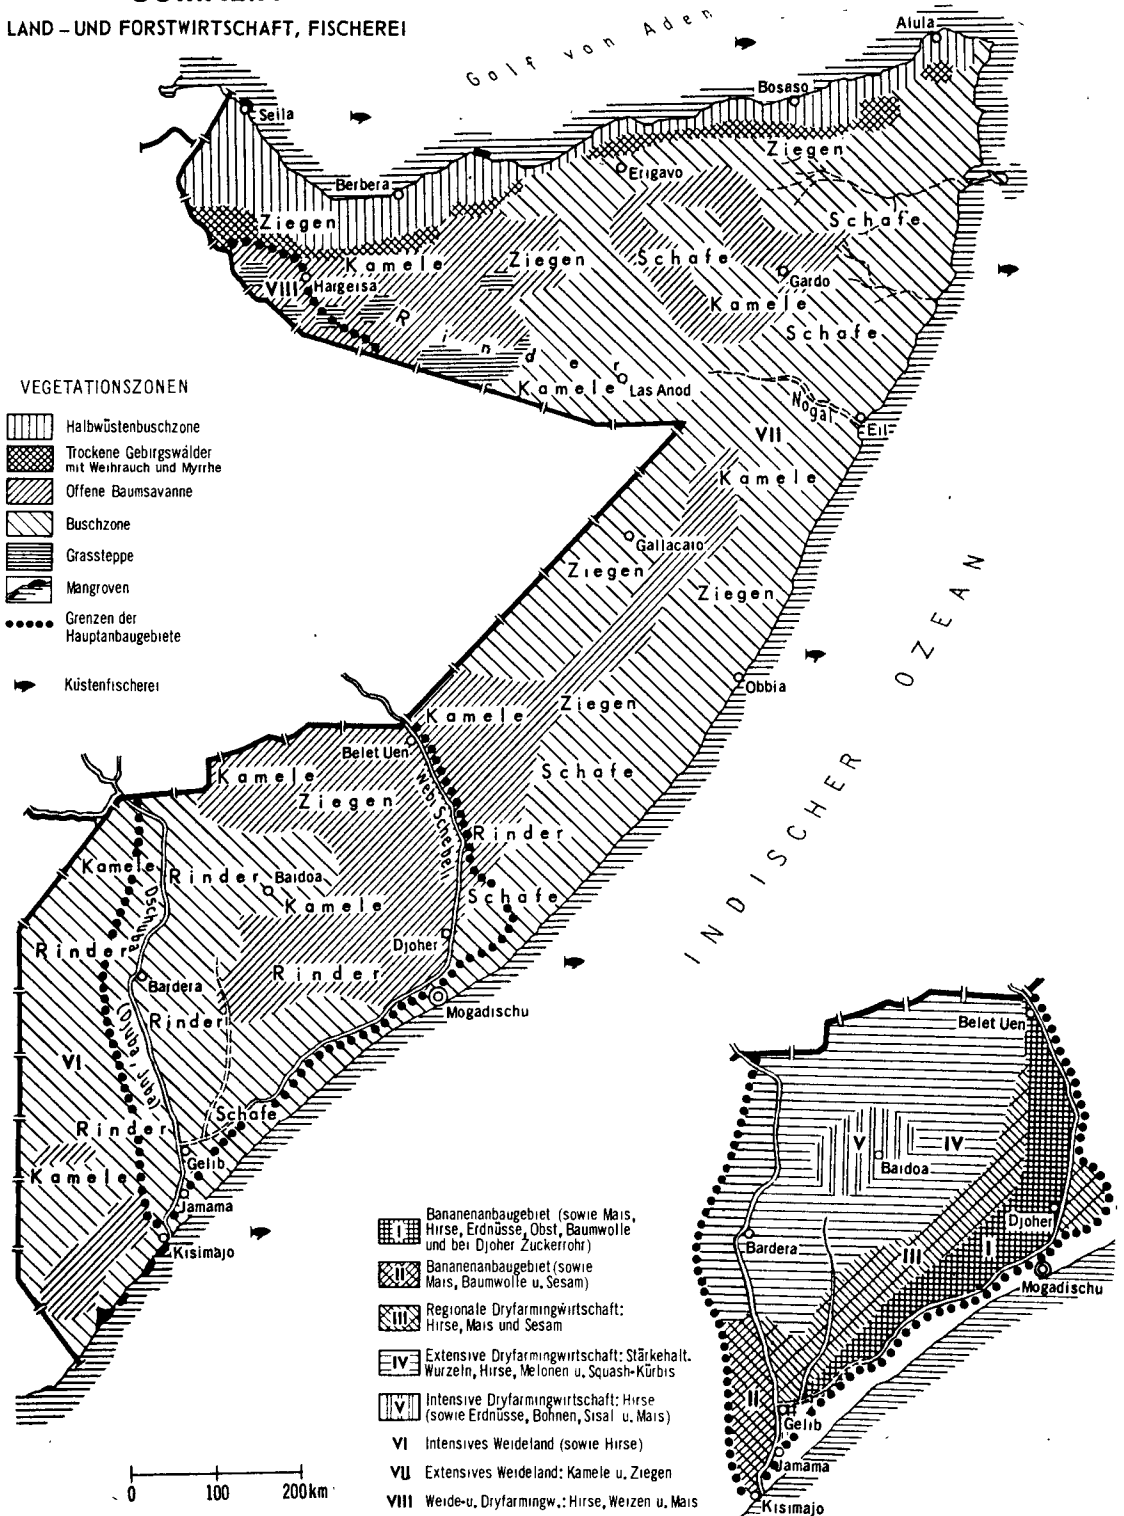 LAND-UND FORSTWIRTSCHAFT, FISCHEREI
Golf von Aden
Alula
Bosaso
Seila
Ziegen
Erigavo
Berbera
Ziegen
Schafe
Kamele
Ziegen
Schafe
VIII
Hargeisa
Gardo
Kamele
Rinder
Schafe
Kamele
Las Anod
Nogal
Eil
VII
Kamele
VEGETATIONSZONEN
Halbwüstenbuschzone
Trockene Gebirgswälder
mit Weihrauch und Myrrhe
Offene Baumsavanne
Buschzone
Grassteppe
Mangroven
Grenzen der
Hauptanbaugebiete
Küstenfischerei
Gallacaio
Ziegen
Ziegen
INDISCHER OZEAN
Obbia
Kamele
Ziegen
Belet Uen
Kamele
Ziegen
Schafe
Webi Schebeli
Rinder
Kamele
Rinder
Baidoa
Kamele
Schafe
Dschuba
(Djuba, Juba)
Rinder
Djoher
Rinder
Bardera
Mogadischu
Rinder
VI
Schafe
Rinder
Gelib
Kamele
Jamama
Kisimajo
Belet Uen
V
IV
Baidoa
Djoher
Bardera
III
I
Mogadischu
II
Gelib
Jamama
Kisimajo
I Bananenanbaugebiet (sowie Mais,
Hirse, Erdnüsse, Obst, Baumwolle
und bei Djoher Zuckerrohr)
II Bananenanbaugebiet (sowie
Mais, Baumwolle u. Sesam)
III Regionale Dryfarmingwirtschaft:
Hirse, Mais und Sesam
IV Extensive Dryfarmingwirtschaft: Stärkehalt.
Wurzeln, Hirse, Melonen u. Squash-Kürbis
V Intensive Dryfarmingwirtschaft: Hirse
(sowie Erdnüsse, Bohnen, Sisal u. Mais)
VI Intensives Weideland (sowie Hirse)
VII Extensives Weideland: Kamele u. Ziegen
VIII Weide-u. Dryfarmingw.: Hirse, Weizen u. Mais
0 100 200km